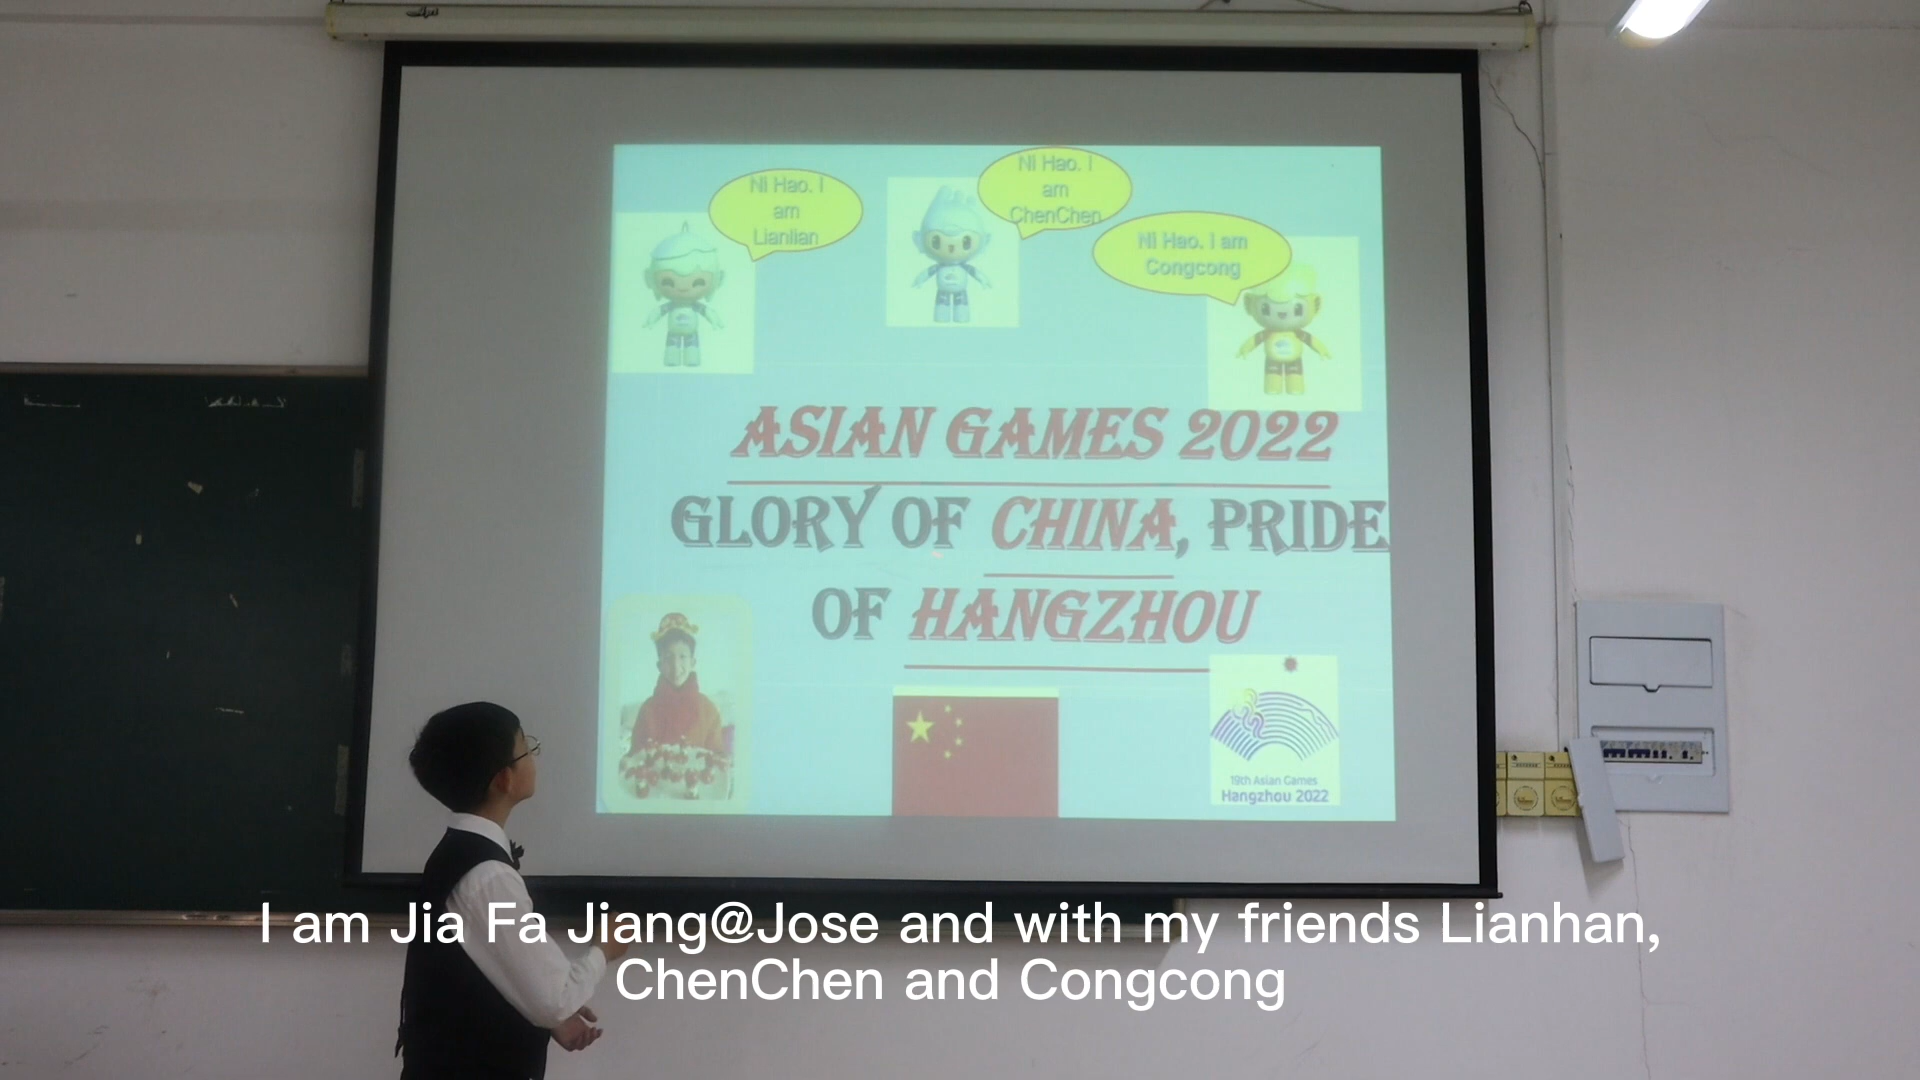 Ni Hao. I
am
Lianlian
Ni Hao. I
am
ChenChen
Ni Hao. I am
Congcong
ASIAN GAMES 2022
GLORY OF CHINA, PRIDE
OF HANGZHOU
19th Asian Games
Hangzhou 2022
I am Jia Fa Jiang@Jose and with my friends Lianhan,
ChenChen and Congcong